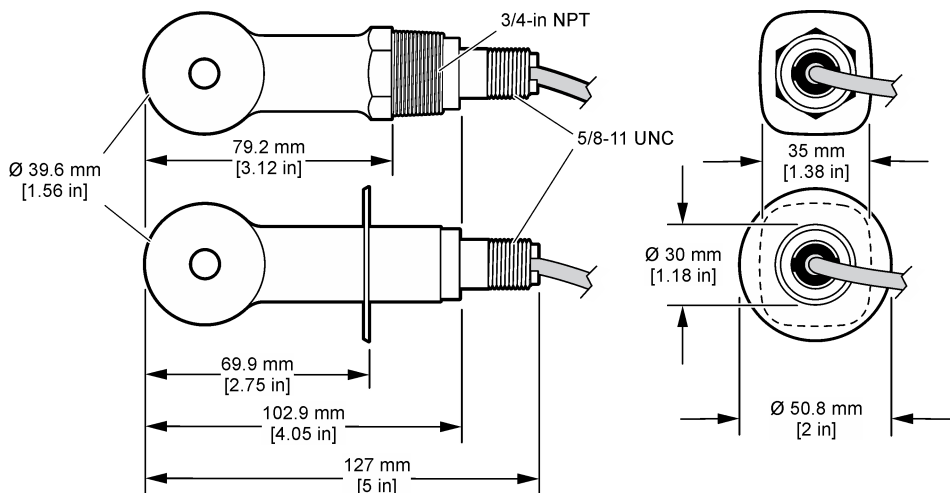 3/4-in NPT
79.2 mm
[3.12 in]
5/8-11 UNC
35 mm
[1.38 in]
Ø 39.6 mm
[1.56 in]
Ø 30 mm
[1.18 in]
69.9 mm
[2.75 in]
102.9 mm
[4.05 in]
Ø 50.8 mm
[2 in]
127 mm
[5 in]